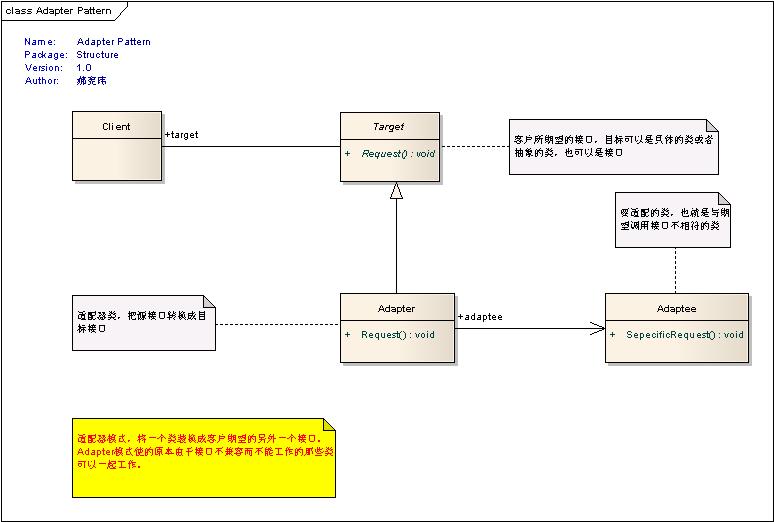 class Adapter Pattern
Name: Adapter Pattern
Package: Structure
Version: 1.0
Author:
Client
+target
Target
+ Request() : void
客户所期望的接口，目标可以是具体的类或者
抽象的类，也可以是接口
要适配的类，也就是与期
望调用接口不相符的类
适配器类，把源接口转换成目
标接口
Adapter
+ Request() : void
+adaptee
Adaptee
+ SepecificRequest() : void
适配器模式，将一个类装换成客户期望的另外一个接口。
Adapter模式使的原本由于接口不兼容而不能工作的那些类
可以一起工作。